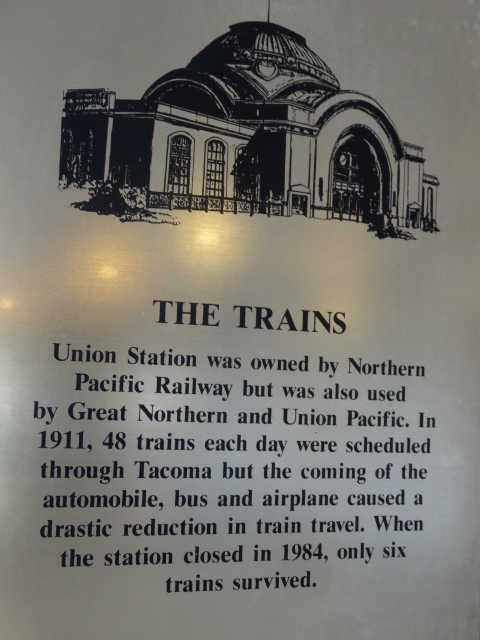 THE TRAINS
Union Station was owned by Northern
Pacific Railway but was also used
by Great Northern and Union Pacific. In
1911, 48 trains each day were scheduled
through Tacoma but the coming of the
automobile, bus and airplane caused a
drastic reduction in train travel. When
the station closed in 1984, only six
trains survived.